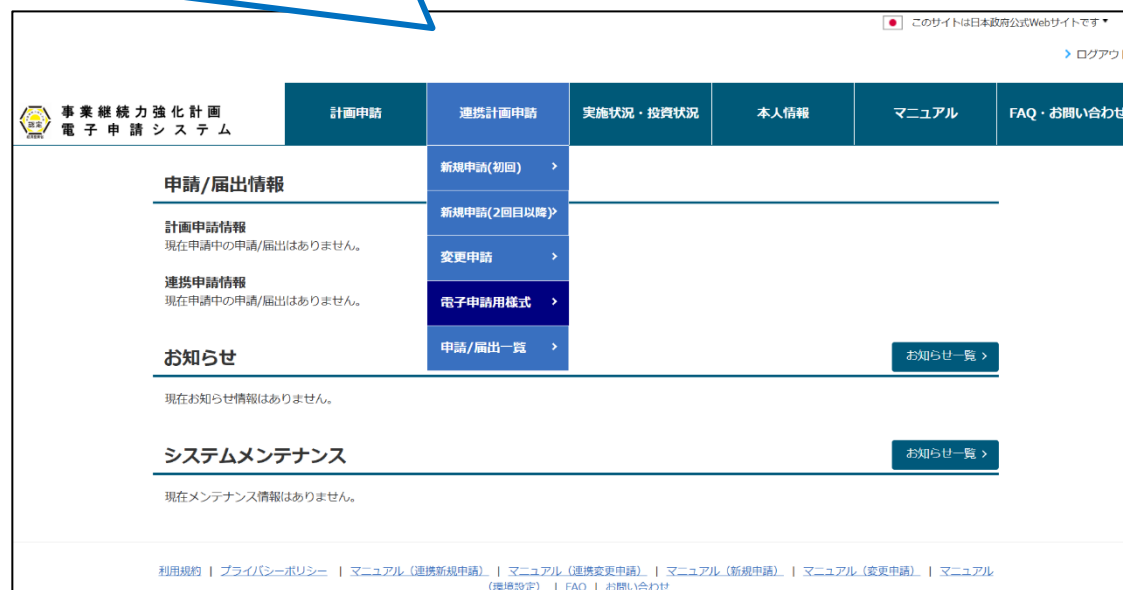 このサイトは日本政府公式Webサイトです
ログアウト
事業継続力強化計画
電子申請システム
計画申請
連携計画申請
実施状況・投資状況
本人情報
マニュアル
FAQ・お問い合わせ
新規申請(初回)
新規申請(2回目以降)
変更申請
電子申請用様式
申請/届出一覧
申請/届出情報
計画申請情報
現在申請中の申請/届出はありません。
連携申請情報
現在申請中の申請/届出はありません。
お知らせ
お知らせ一覧
現在お知らせ情報はありません。
システムメンテナンス
お知らせ一覧
現在メンテナンス情報はありません。
利用規約 | プライバシーポリシー | マニュアル（連携新規申請） | マニュアル（連携変更申請） | マニュアル（新規申請） | マニュアル（変更申請） | マニュアル
（環境設定） | FAQ | お問い合わせ